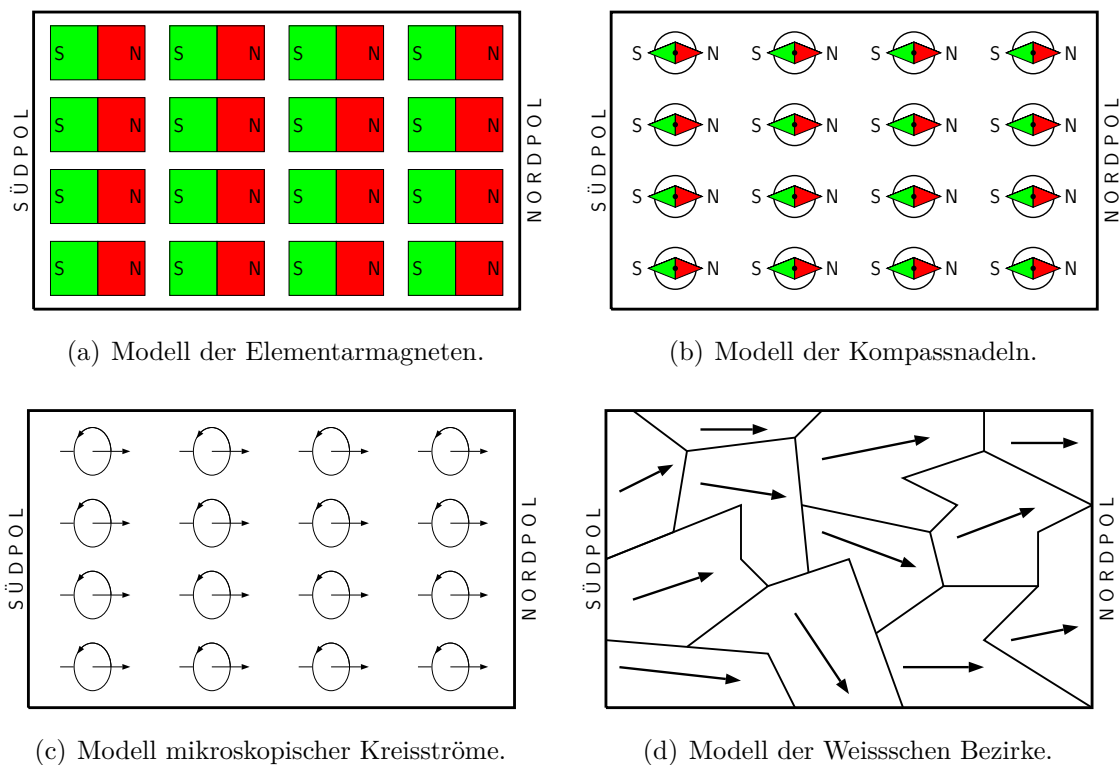 SÜDPOL
S N S N S N S N
S N S N S N S N
S N S N S N S N
S N S N S N S N
NORDPOL
(a) Modell der Elementarmagneten.
SÜDPOL
S N S N S N S N
S N S N S N S N
S N S N S N S N
S N S N S N S N
NORDPOL
(b) Modell der Kompassnadeln.
SÜDPOL
NORDPOL
(c) Modell mikroskopischer Kreisströme.
SÜDPOL
NORDPOL
(d) Modell der Weissschen Bezirke.